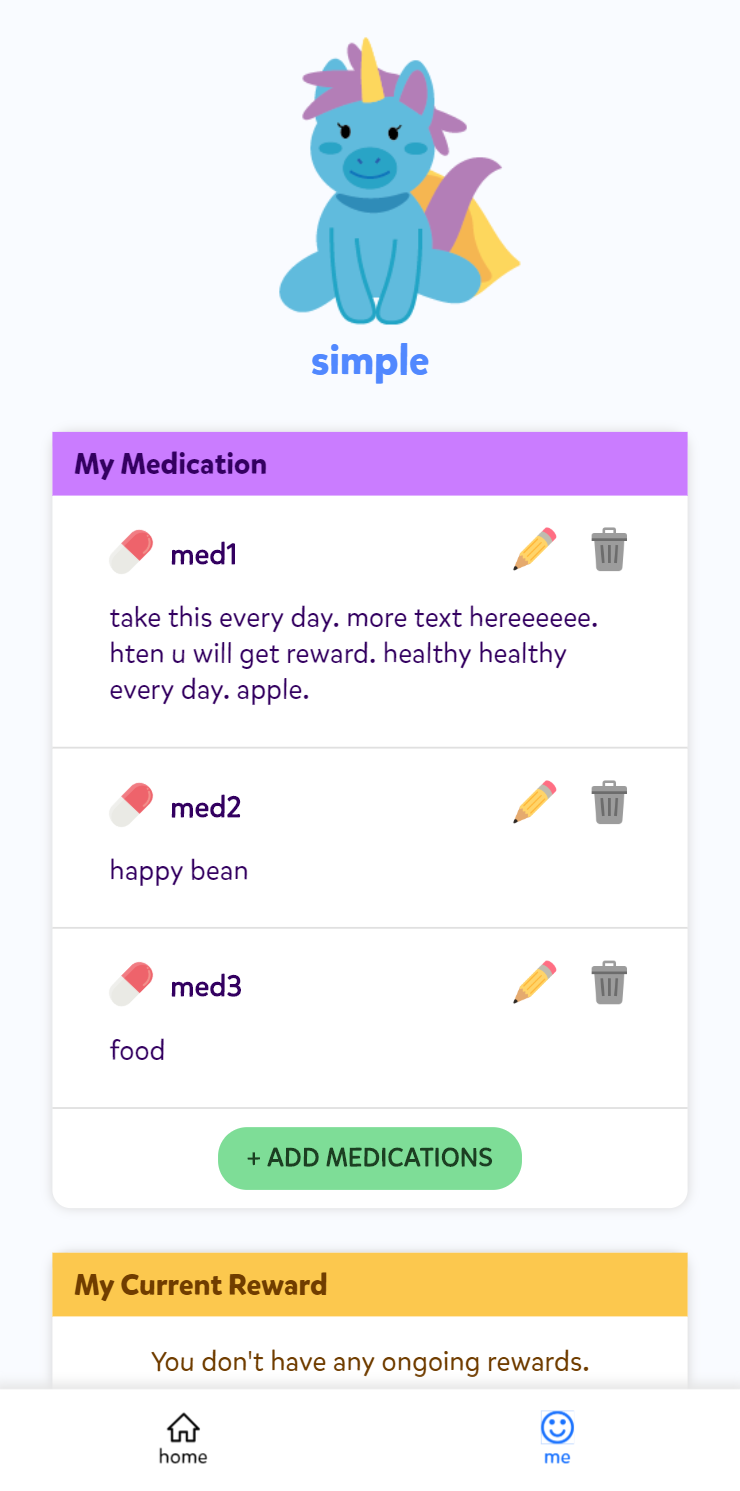 simple
My Medication
med1
take this every day. more text hereeeeee.
hten u will get reward. healthy healthy
every day. apple.
med2
happy bean
med3
food
+ ADD MEDICATIONS
My Current Reward
You don't have any ongoing rewards.
home
me